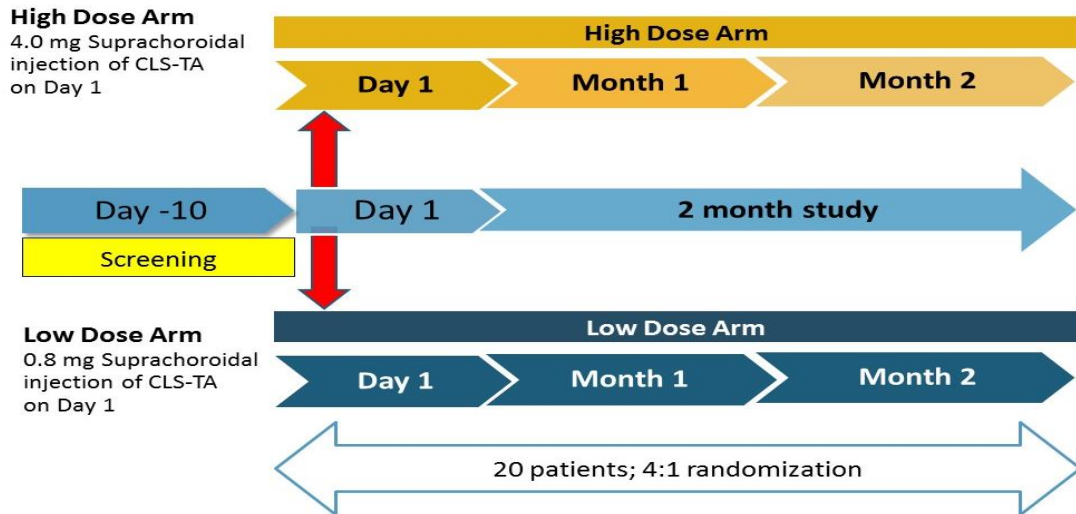 High Dose Arm
4.0 mg Suprachoroidal
injection of CLS-TA
on Day 1
High Dose Arm
Day 1
Month 1
Month 2
Day -10
Day 1
2 month study
Screening
Low Dose Arm
0.8 mg Suprachoroidal
injection of CLS-TA
on Day 1
Low Dose Arm
Day 1
Month 1
Month 2
20 patients; 4:1 randomization